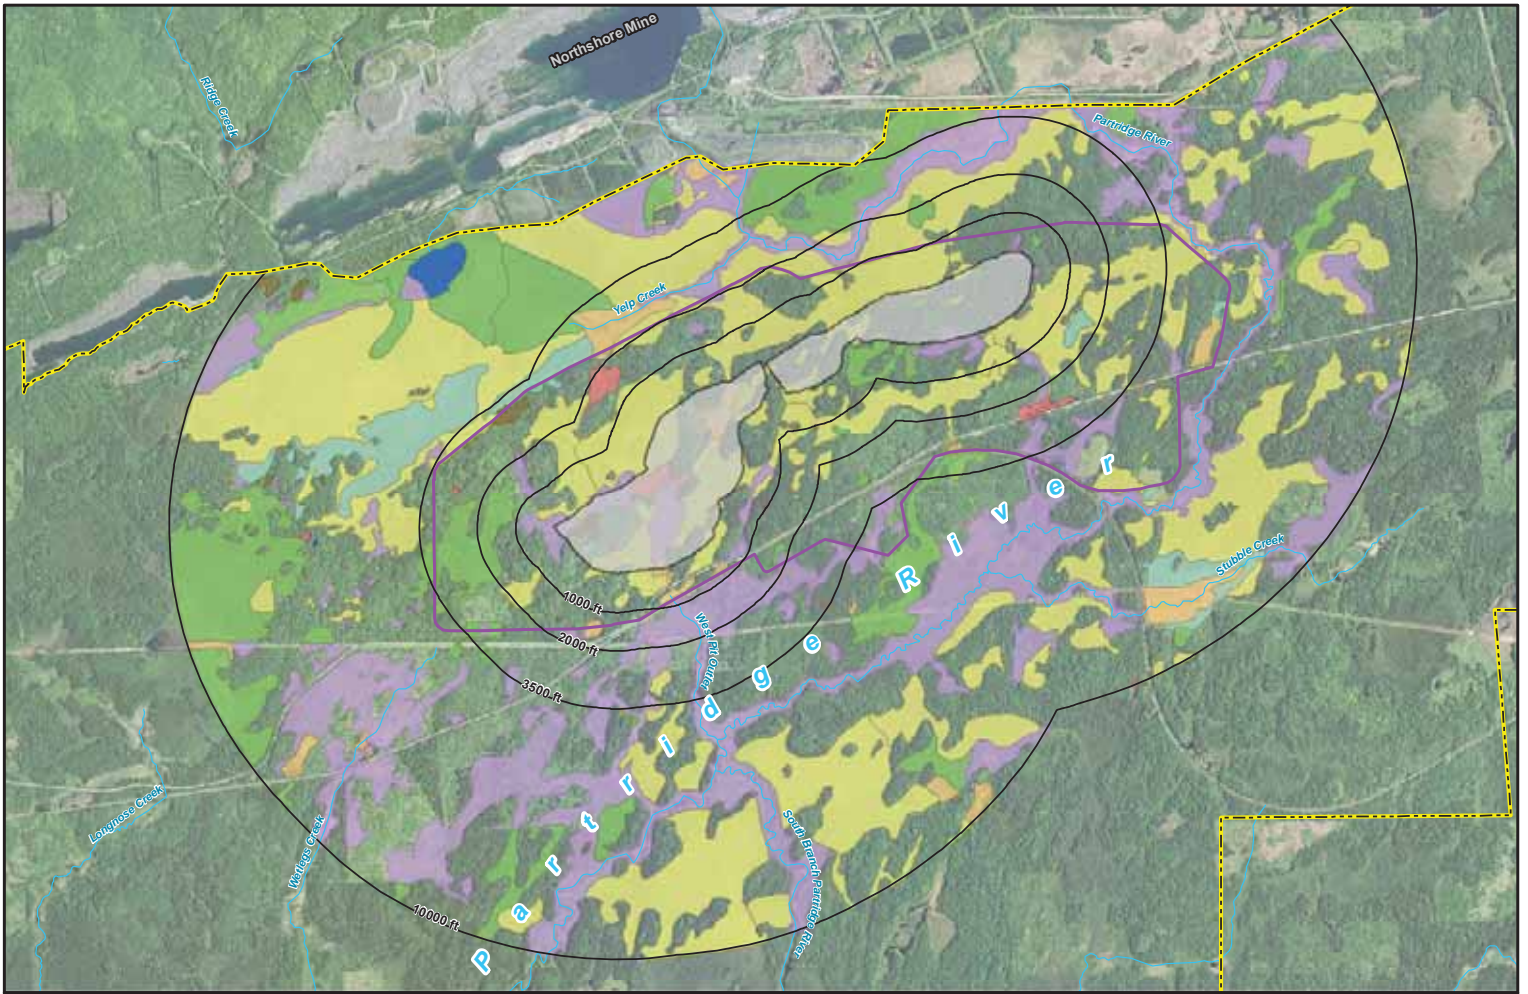 Northshore Mine
Ridge Creek
Partridge River
Yelp Creek
Stubble Creek
1000 ft
2000 ft
3500 ft
West Pit Outlet
Partridge River
Longnose Creek
Wetlegs Creek
South Branch Partridge River
10000 ft